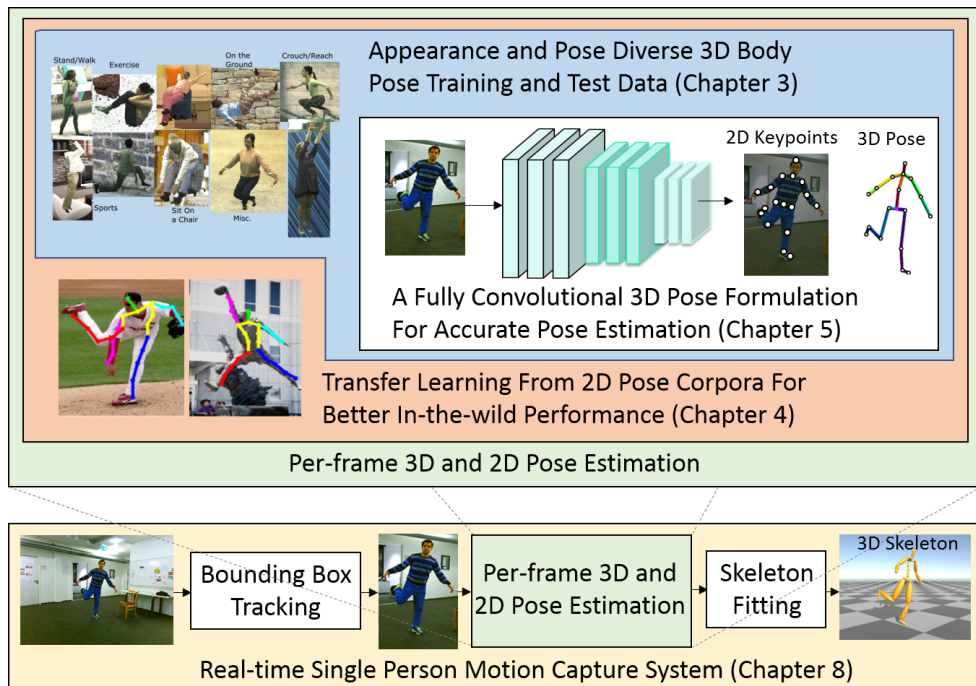 Stand/Walk
Exercise
On the
Ground
Crouch/Reach
Sports
Sit On
a Chair
Misc.
Appearance and Pose Diverse 3D Body
Pose Training and Test Data (Chapter 3)
2D Keypoints
3D Pose
A Fully Convolutional 3D Pose Formulation
For Accurate Pose Estimation (Chapter 5)
Transfer Learning From 2D Pose Corpora For
Better In-the-wild Performance (Chapter 4)
Per-frame 3D and 2D Pose Estimation
Bounding Box
Tracking
Per-frame 3D and
2D Pose Estimation
Skeleton
Fitting
3D Skeleton
Real-time Single Person Motion Capture System (Chapter 8)